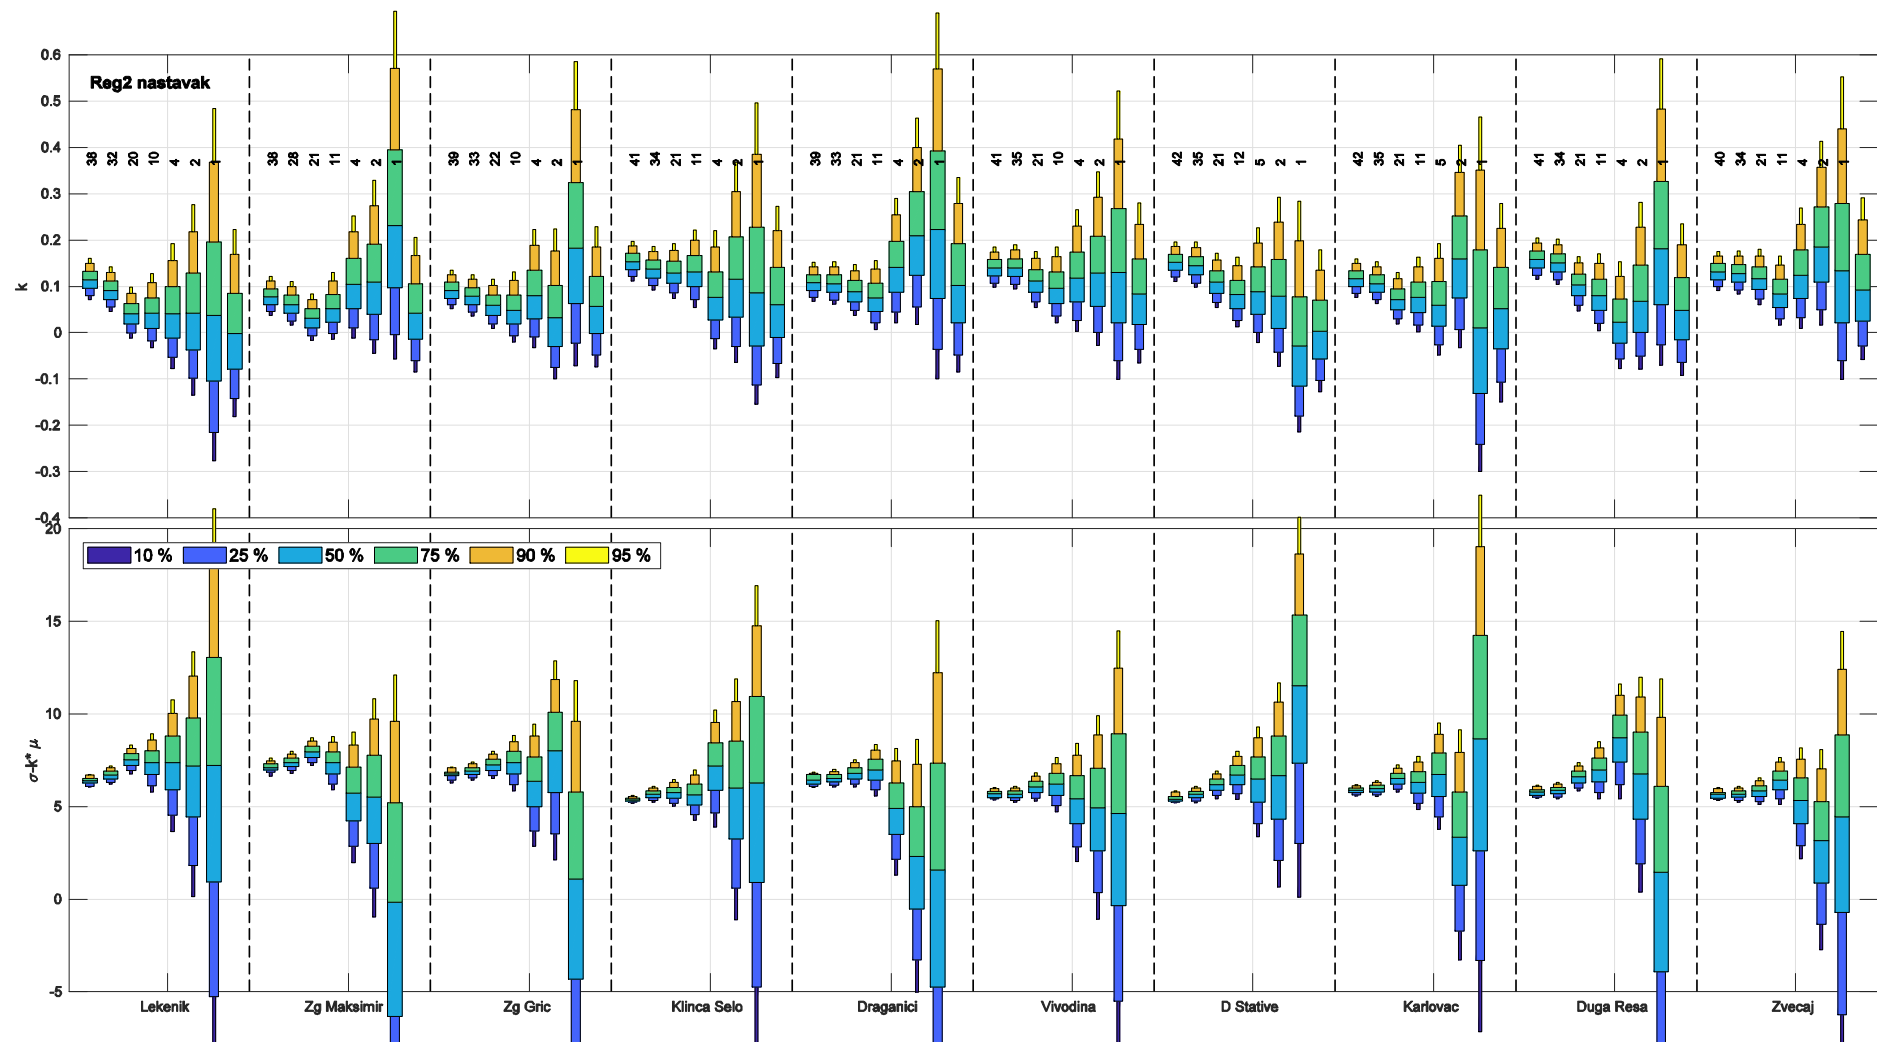 0.6
Reg2 nastavak
0.5
0.4
38 32 20 10 4 2 1 38 28 21 11 4 2 1 39 33 22 10 4 2 1 41 34 21 11 4 2 1 39 33 21 11 4 2 1 41 35 21 10 4 2 1 42 35 21 12 5 2 1 42 35 21 11 5 2 1 41 34 21 11 4 2 1 40 34 21 11 4 2 1
0.3
0.2
k
0.1
0
-0.1
-0.2
-0.3
-0.4
20
10 % 25 % 50 % 75 % 90 % 95 %
15
10
σ-k* μ
5
0
-5
Lekenik Zg Maksimir Zg Gric Klinca Selo Draganici Vivodina D Stative Karlovac Duga Resa Zvecaj